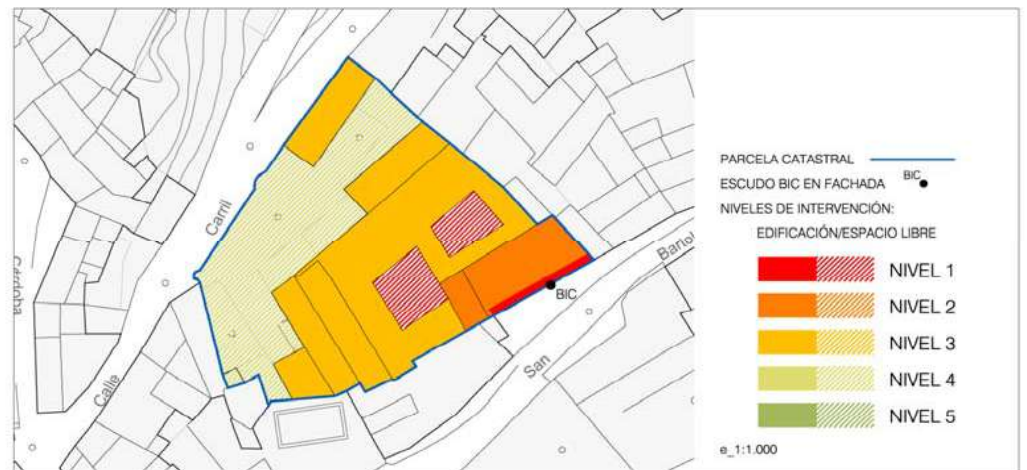 Carril
Calle
Córdoba
San
BIC
PARCELA CATASTRAL
ESCUDO BIC EN FACHADA BIC
NIVELES DE INTERVENCIÓN:
EDIFICACIÓN/ESPACIO LIBRE
NIVEL 1
NIVEL 2
NIVEL 3
NIVEL 4
NIVEL 5
e_1:1.000